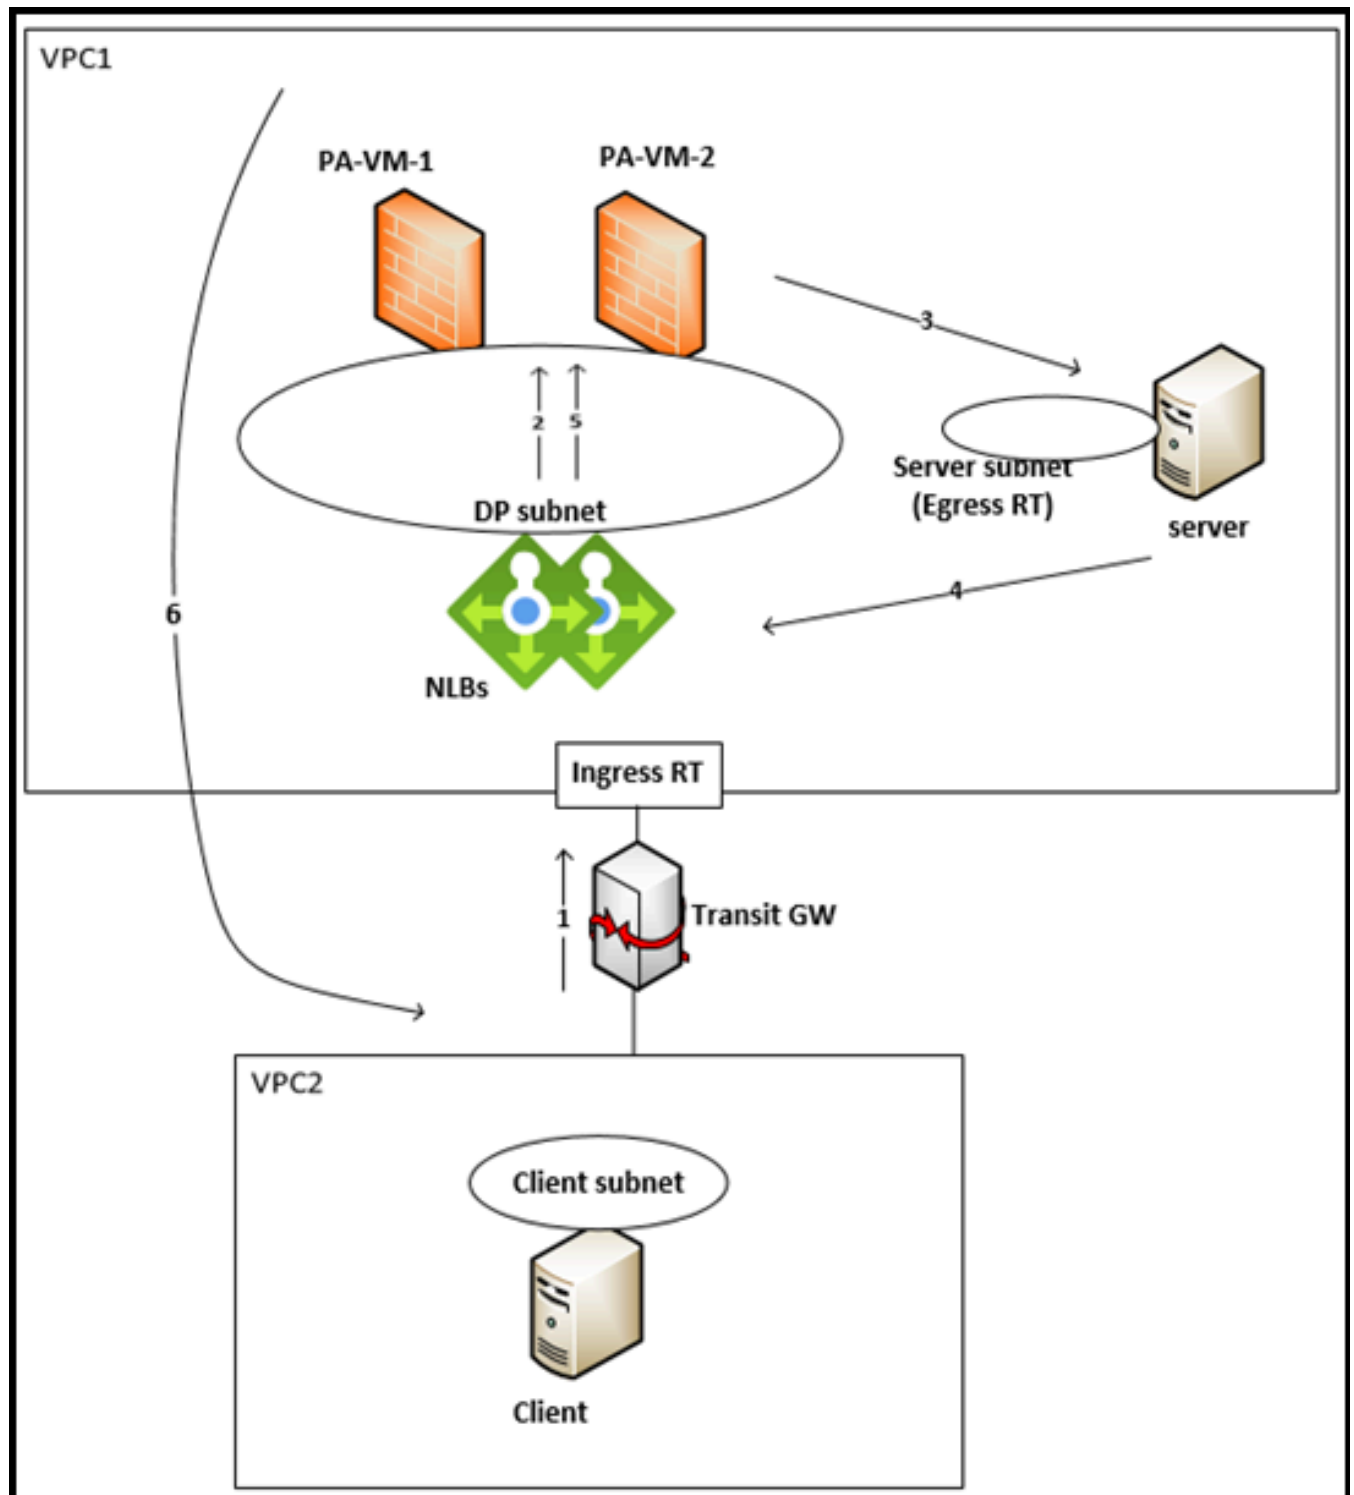 VPC1
PA-VM-1
PA-VM-2
3
2
5
DP subnet
Server subnet
(Egress RT)
server
4
6
NLBs
Ingress RT
1
Transit GW
VPC2
Client subnet
Client